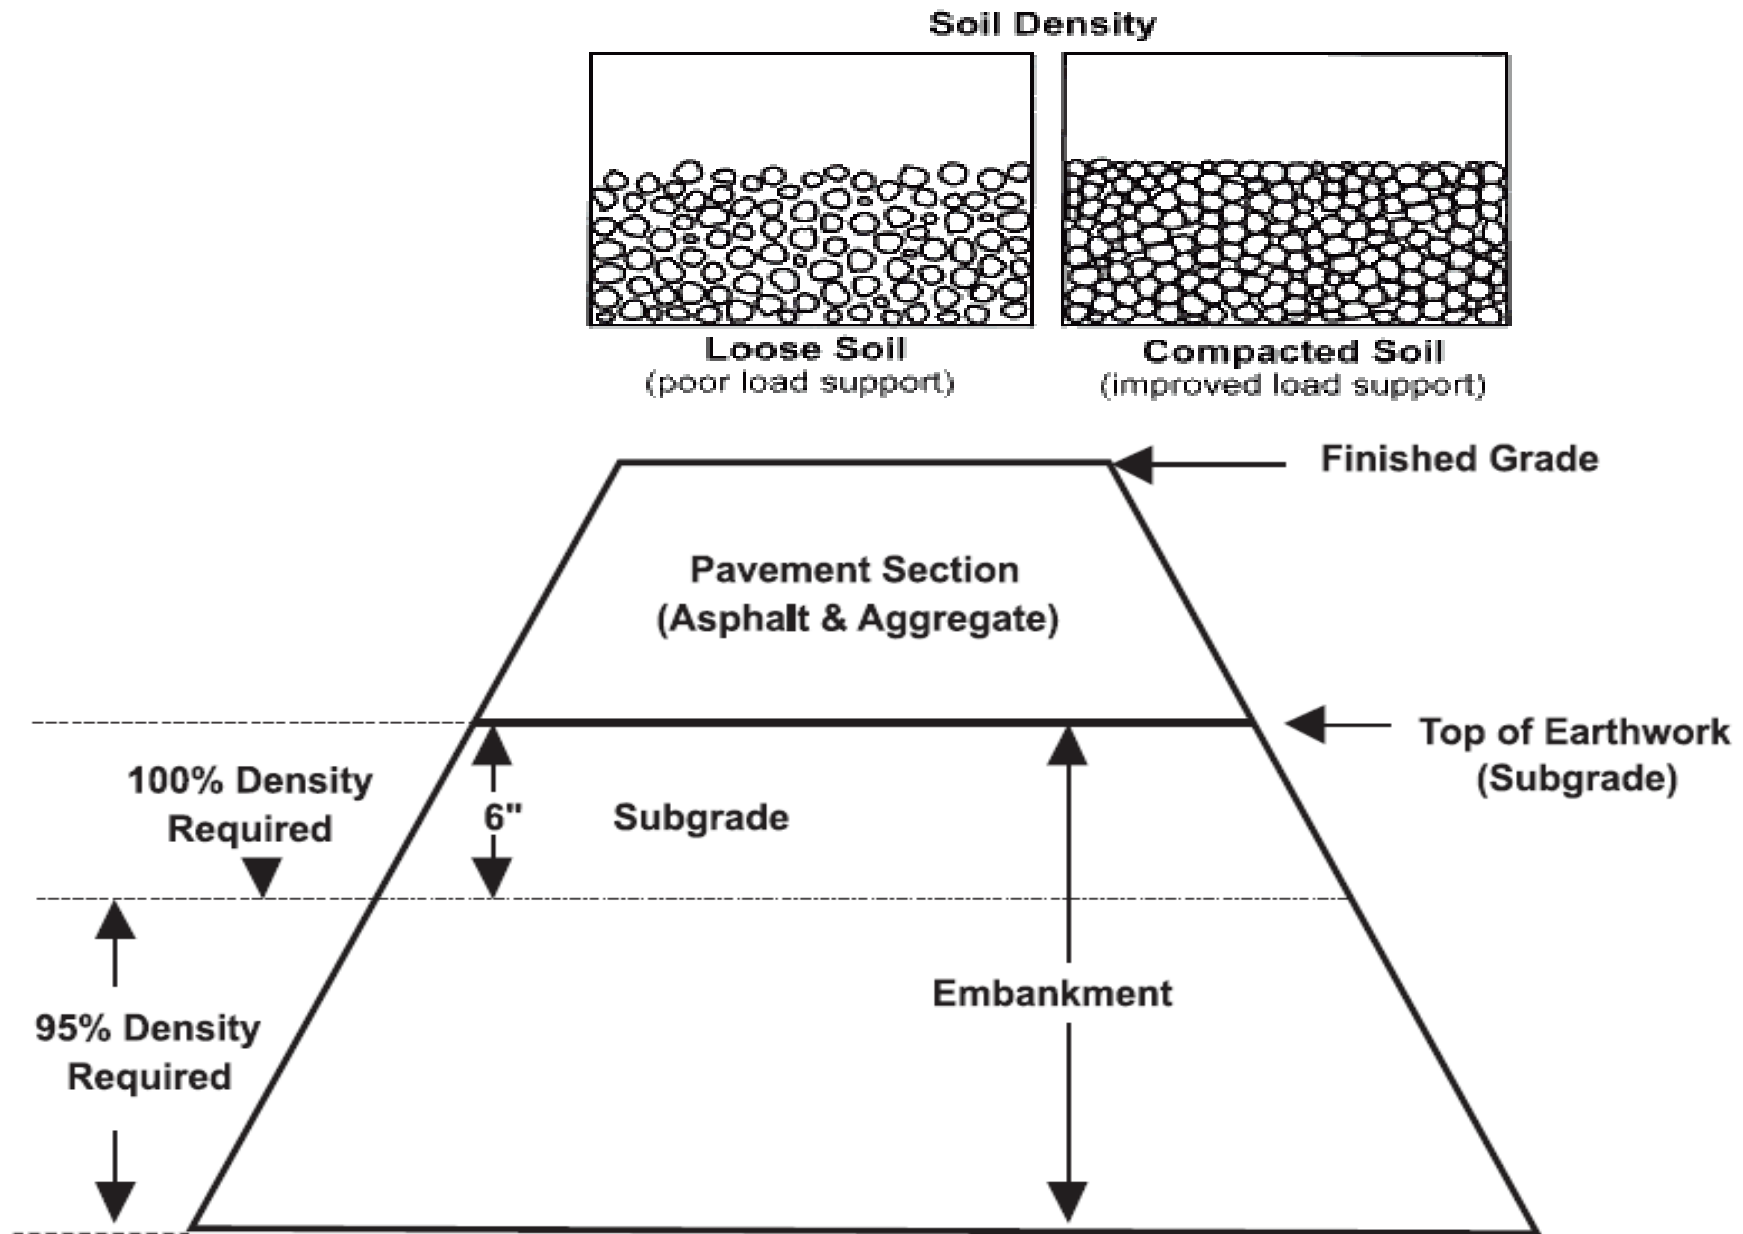 Soil Density
Loose Soil
(poor load support)
Compacted Soil
(improved load support)
Finished Grade
Pavement Section
(Asphalt & Aggregate)
Top of Earthwork
(Subgrade)
100% Density
Required
6"
Subgrade
Embankment
95% Density
Required